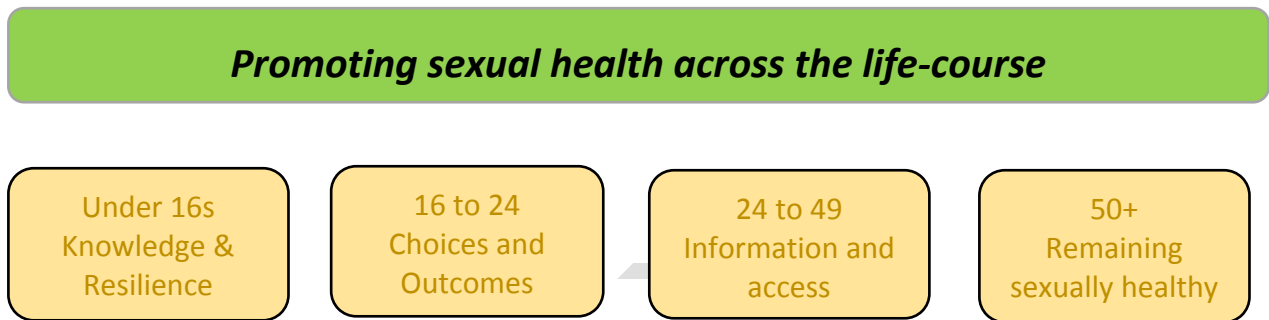 Promoting sexual health across the life-course
Under 16s
Knowledge &
Resilience
16 to 24
Choices and
Outcomes
24 to 49
Information and
access
50+
Remaining
sexually healthy